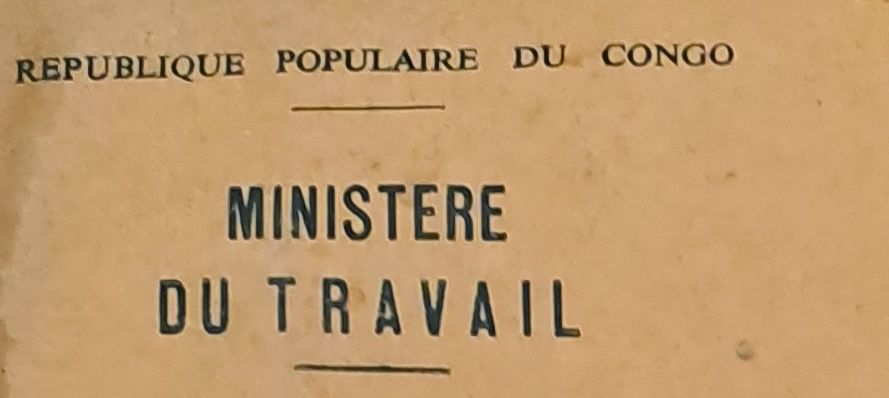 REPUBLIQUE POPULAIRE DU CONGO
MINISTERE
DU TRAVAIL